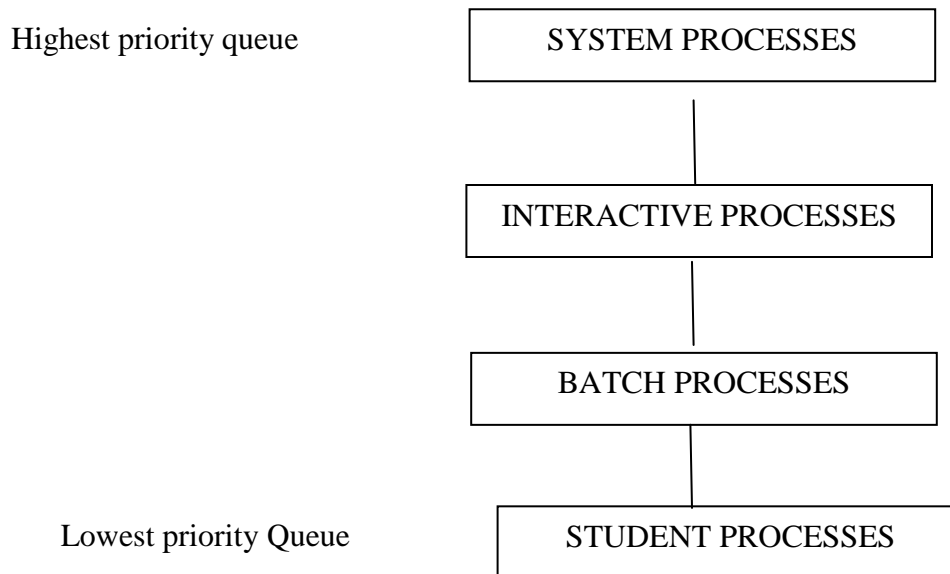 Highest priority queue SYSTEM PROCESSES
INTERACTIVE PROCESSES
BATCH PROCESSES
Lowest priority Queue STUDENT PROCESSES